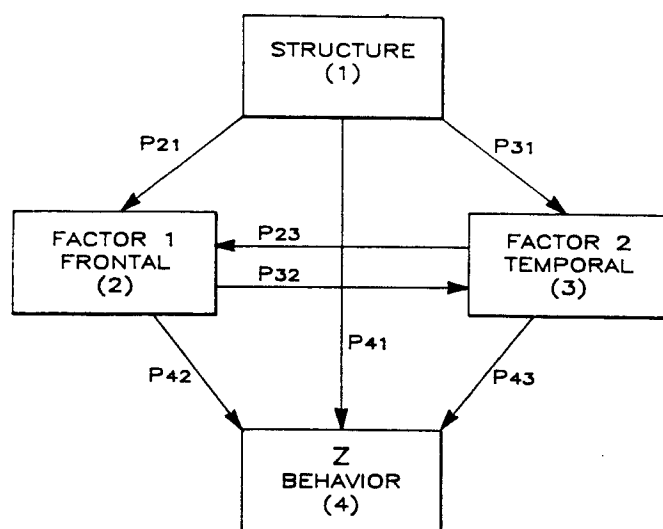 STRUCTURE
(1)
P21
P31
FACTOR 1
FRONTAL
(2)
P23
P32
FACTOR 2
TEMPORAL
(3)
P41
P42
P43
Z
BEHAVIOR
(4)